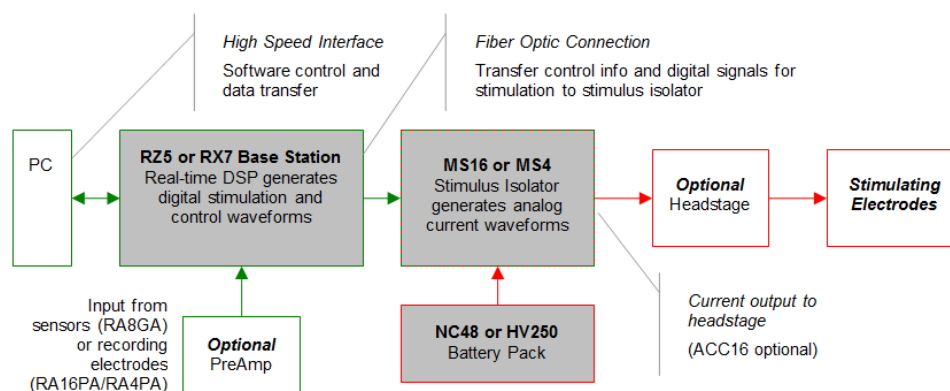 High Speed Interface
Software control and
data transfer
Fiber Optic Connection
Transfer control info and digital signals for
stimulation to stimulus isolator
PC
RZ5 or RX7 Base Station
Real-time DSP generates
digital stimulation and
control waveforms
MS16 or MS4
Stimulus Isolator
generates analog
current waveforms
Optional
Headstage
Stimulating
Electrodes
Input from
sensors (RA8GA)
or recording
electrodes
(RA16PA/RA4PA)
Optional
PreAmp
NC48 or HV250
Battery Pack
Current output to
headstage
(ACC16 optional)